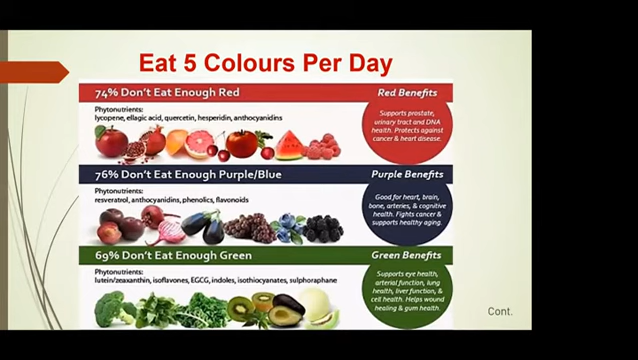 Eat 5 Colours Per Day
74% Don't Eat Enough Red
Red Benefits
Phytonutrients:
lycopene, ellagic acid, quercetin, hesperidin, anthocyanidins
Supports prostate,
urinary tract and DNA
health. Protects against
cancer & heart disease.
76% Don't Eat Enough Purple/Blue
Purple Benefits
Phytonutrients:
resveratrol, anthocyanidins, phenolics, flavonoids
Good for heart, brain,
bone, arteries, & cognitive
health. Fights cancer &
supports healthy aging.
69% Don't Eat Enough Green
Green Benefits
Phytonutrients:
lutein/zeaxanthin, isoflavones, EGCG, indoles, isothiocyanates, sulphoraphane
Supports eye health,
arterial function, lung
health, liver function, &
cell health. Helps wound
healing & gum health.
Cont.